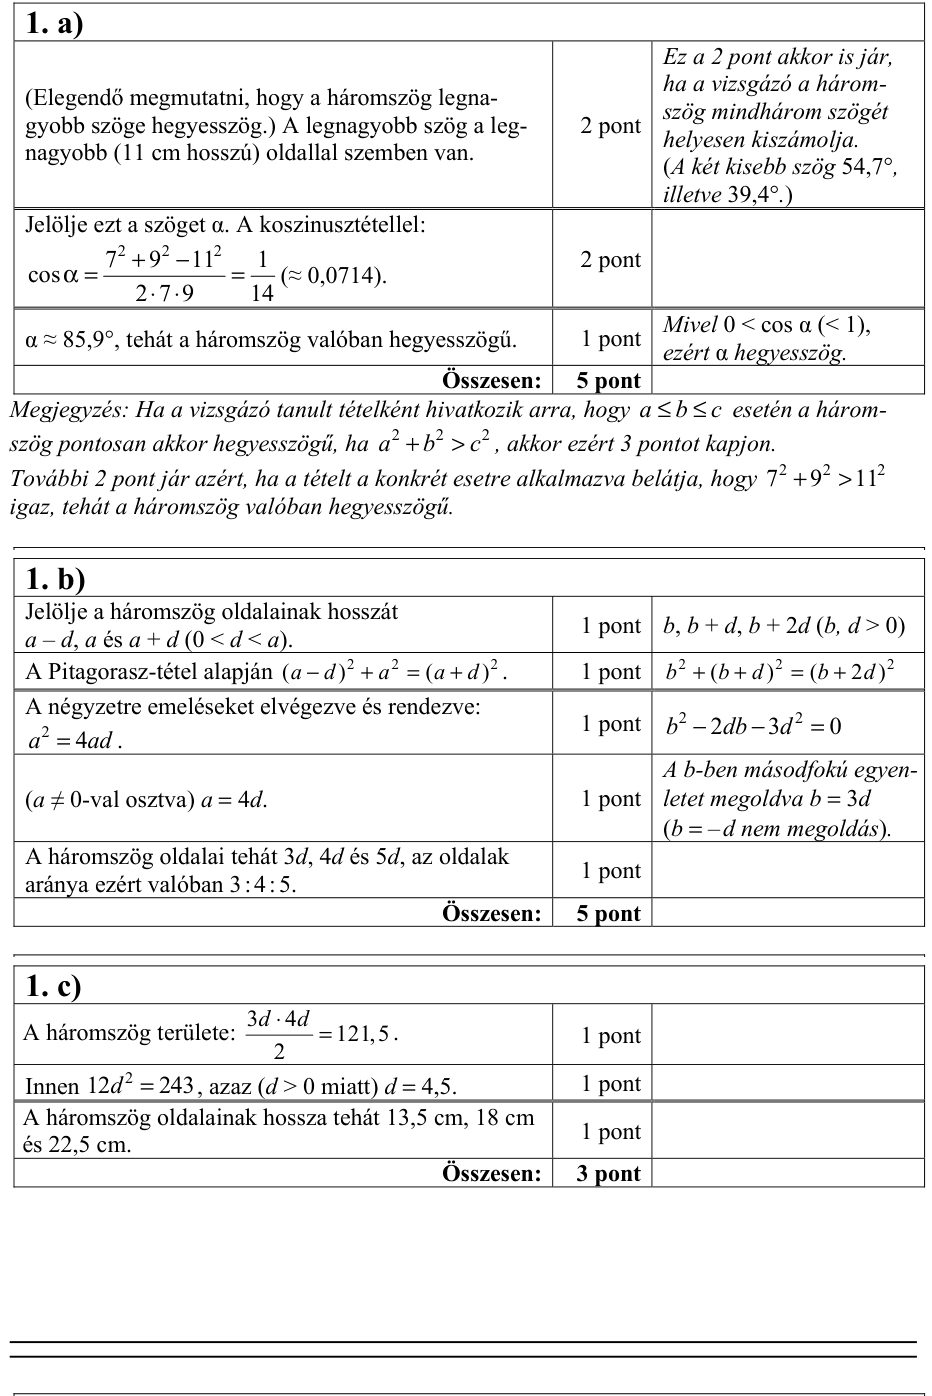 1. a)
(Elegendő megmutatni, hogy a háromszög legna-
gyobb szöge hegyesszög.) A legnagyobb szög a leg-
nagyobb (11 cm hosszú) oldallal szemben van.
2 pont
Ez a 2 pont akkor is jár,
ha a vizsgázó a három-
szög mindhárom szögét
helyesen kiszámolja.
(A két kisebb szög 54,7°,
illetve 39,4°.)
Jelölje ezt a szöget α. A koszinusztétellel:
cos α = (7² + 9² − 11²)/(2·7·9) = 1/14 (≈ 0,0714).
2 pont
α ≈ 85,9°, tehát a háromszög valóban hegyesszögű.
1 pont
Mivel 0 < cos α (< 1),
ezért α hegyesszög.
Összesen: 5 pont
Megjegyzés: Ha a vizsgázó tanult tételként hivatkozik arra, hogy a ≤ b ≤ c esetén a három-
szög pontosan akkor hegyesszögű, ha a² + b² > c², akkor ezért 3 pontot kapjon.
További 2 pont jár azért, ha a tételt a konkrét esetre alkalmazva belátja, hogy 7² + 9² > 11²
igaz, tehát a háromszög valóban hegyesszögű.
1. b)
Jelölje a háromszög oldalainak hosszát
a – d, a és a + d (0 < d < a).
1 pont
b, b + d, b + 2d (b, d > 0)
A Pitagorasz-tétel alapján (a − d)² + a² = (a + d)².
1 pont
b² + (b + d)² = (b + 2d)²
A négyzetre emeléseket elvégezve és rendezve:
a² = 4ad.
1 pont
b² − 2db − 3d² = 0
(a ≠ 0-val osztva) a = 4d.
1 pont
A b-ben másodfokú egyen-
letet megoldva b = 3d
(b = –d nem megoldás).
A háromszög oldalai tehát 3d, 4d és 5d, az oldalak
aránya ezért valóban 3:4:5.
1 pont
Összesen: 5 pont
1. c)
A háromszög területe: (3d·4d)/2 = 121,5.
1 pont
Innen 12d² = 243, azaz (d > 0 miatt) d = 4,5.
1 pont
A háromszög oldalainak hossza tehát 13,5 cm, 18 cm
és 22,5 cm.
1 pont
Összesen: 3 pont